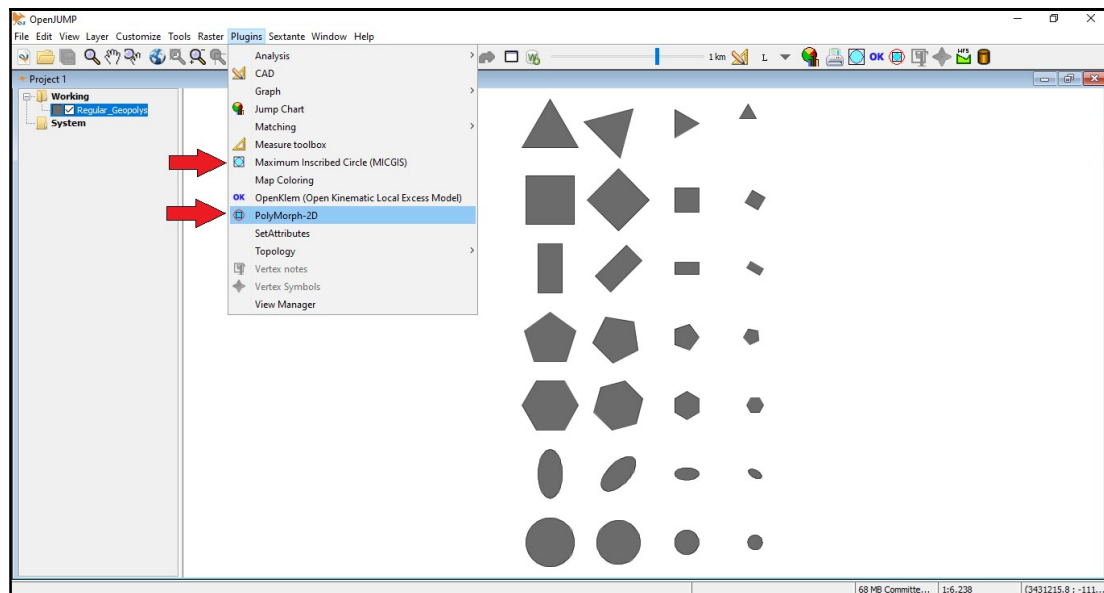 OpenJUMP
File Edit View Layer Customize Tools Raster Plugins Sextante Window Help
1 km L OK HFS
Project 1
Working
Regular_Geopolys
System
Analysis
CAD
Graph
Jump Chart
Matching
Measure toolbox
Maximum Inscribed Circle (MICGIS)
Map Coloring
OK OpenKlem (Open Kinematic Local Excess Model)
PolyMorph-2D
SetAttributes
Topology
Vertex notes
Vertex Symbols
View Manager
68 MB Committe... 1:6.238 (3431215.8 ; -111...